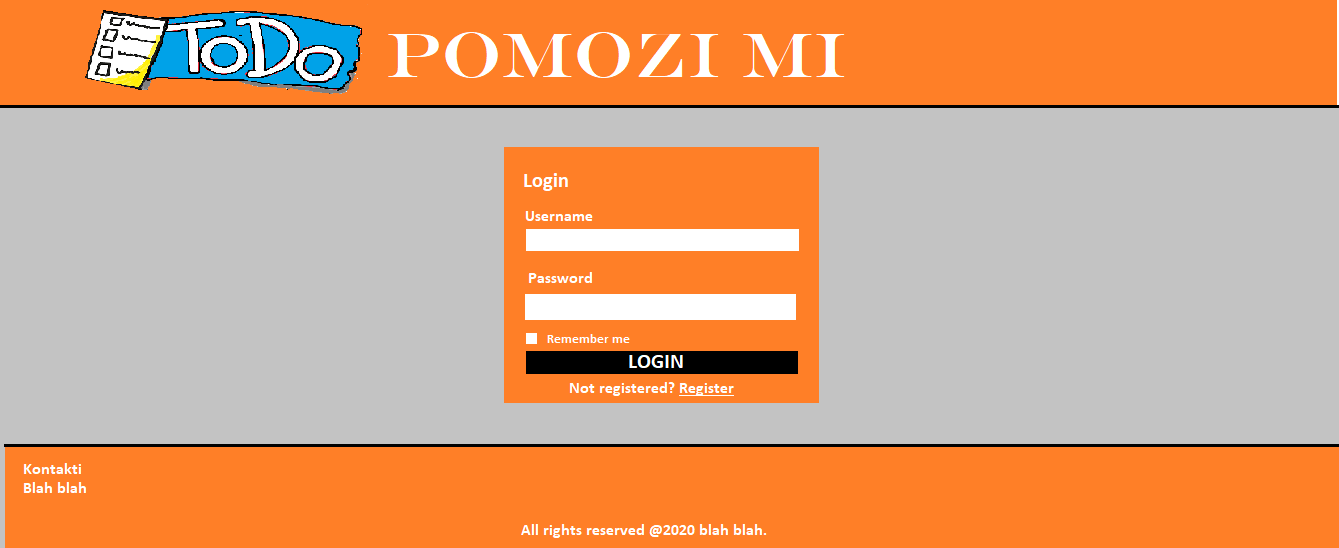 ToDo POMOZI MI
Login
Username
Password
Remember me
LOGIN
Not registered? Register
Kontakti
Blah blah
All rights reserved @2020 blah blah.